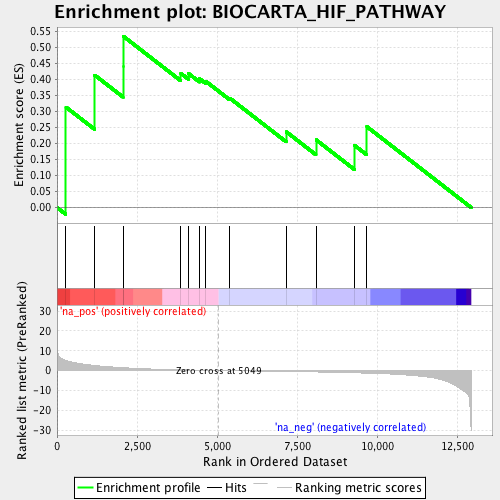 Enrichment plot: BIOCARTA_HIF_PATHWAY
Enrichment score (ES)
0.55
0.50
0.45
0.40
0.35
0.30
0.25
0.20
0.15
0.10
0.05
0.00
'na_pos' (positively correlated)
Ranked list metric (PreRanked)
30
20
10
0
-10
-20
-30
Zero cross at 5049
'na_neg' (negatively correlated)
0
2,500
5,000
7,500
10,000
12,500
Rank in Ordered Dataset
Enrichment profile
Hits
Ranking metric scores